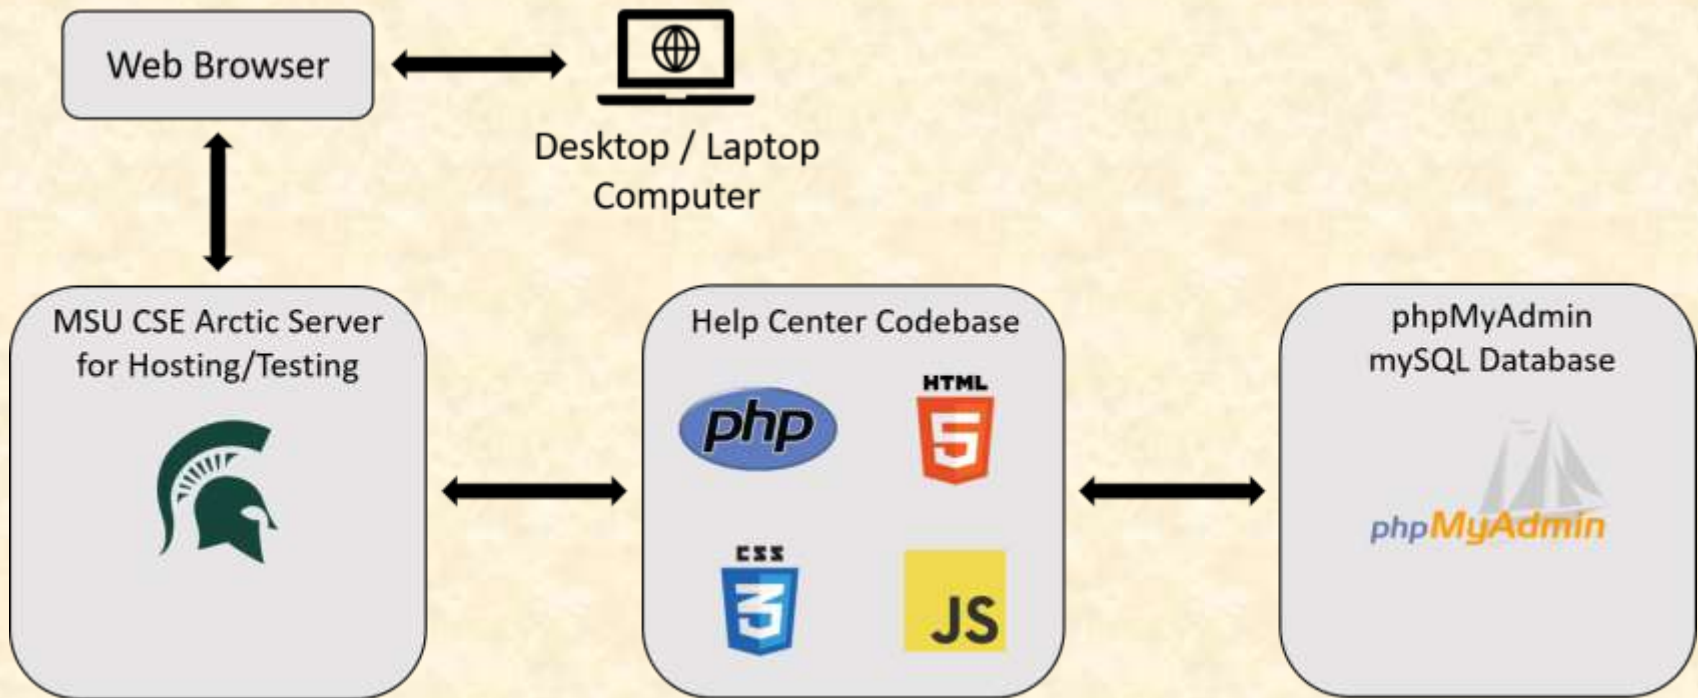 Web Browser
Desktop / Laptop
Computer
MSU CSE Arctic Server
for Hosting/Testing
Help Center Codebase
php
HTML
5
CSS
3
JS
phpMyAdmin
mySQL Database
phpMyAdmin